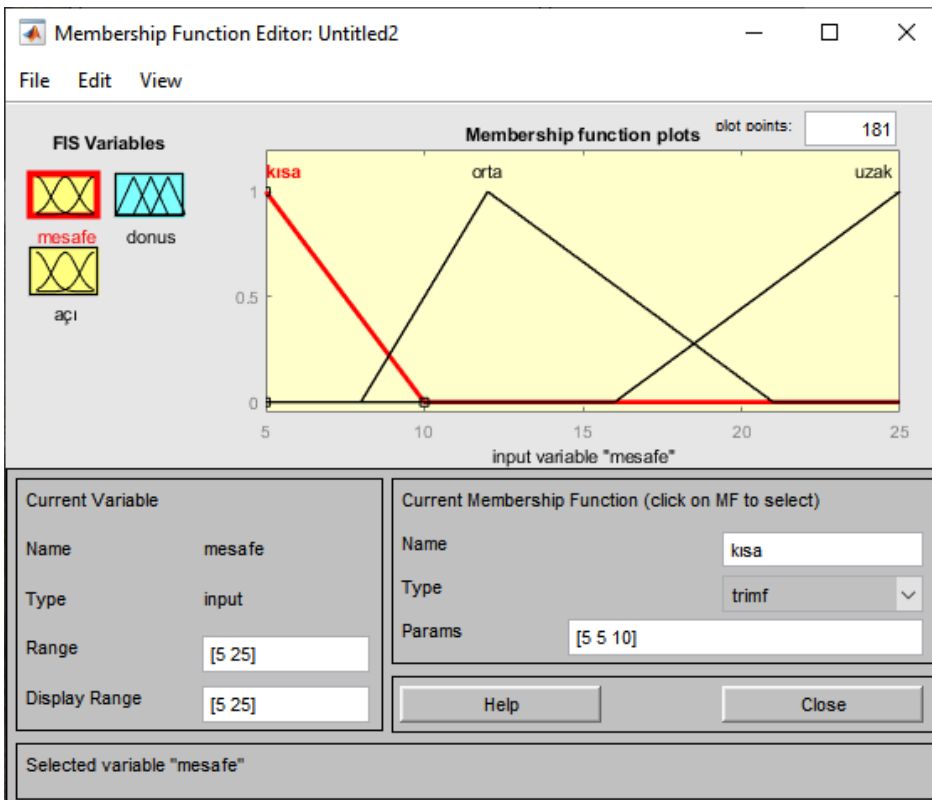 Membership Function Editor: Untitled2
File Edit View
FIS Variables
mesafe
donus
açı
Membership function plots
plot points:
181
kısa
orta
uzak
1
0.5
0
5
10
15
20
25
input variable "mesafe"
Current Variable
Name
mesafe
Type
input
Range
[5 25]
Display Range
[5 25]
Current Membership Function (click on MF to select)
Name
kısa
Type
trimf
Params
[5 5 10]
Help
Close
Selected variable "mesafe"